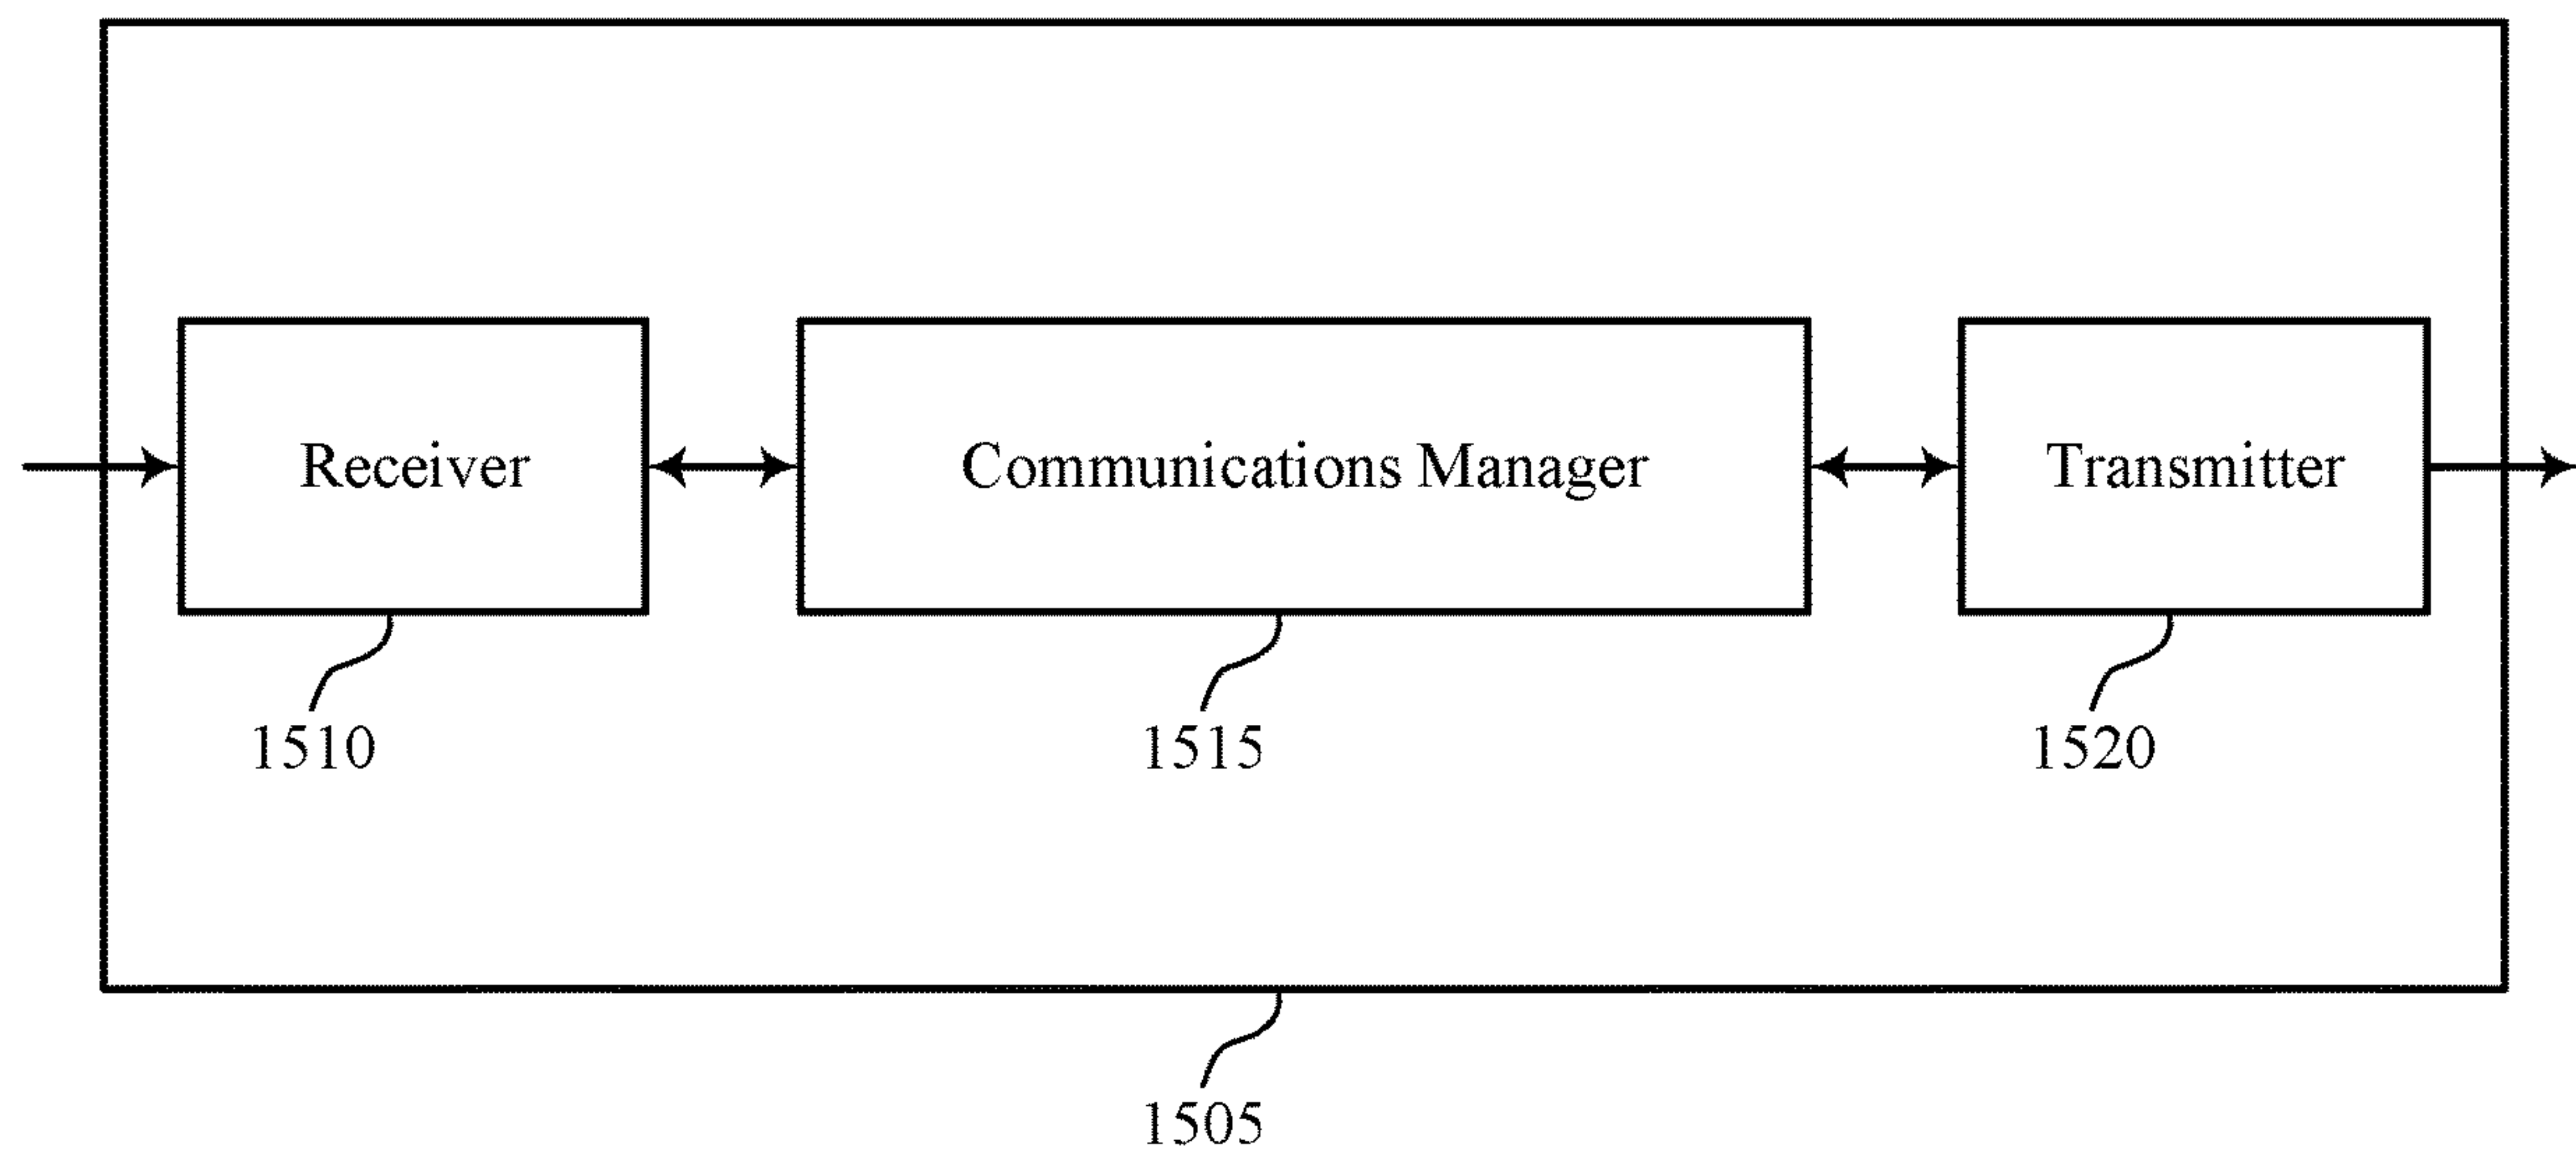 Receiver
Communications Manager
Transmitter
1510
1515
1520
1505